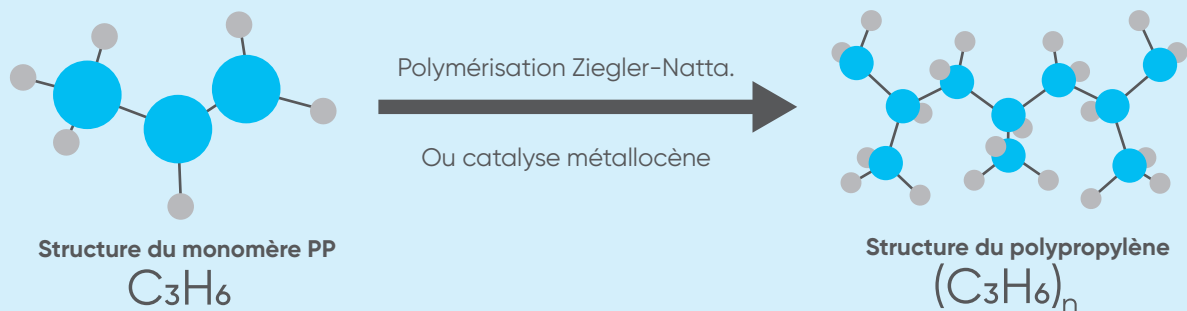 Polymérisation Ziegler-Natta.
Ou catalyse métallocène
Structure du monomère PP
C₃H₆
Structure du polypropylène
(C₃H₆)ₙ